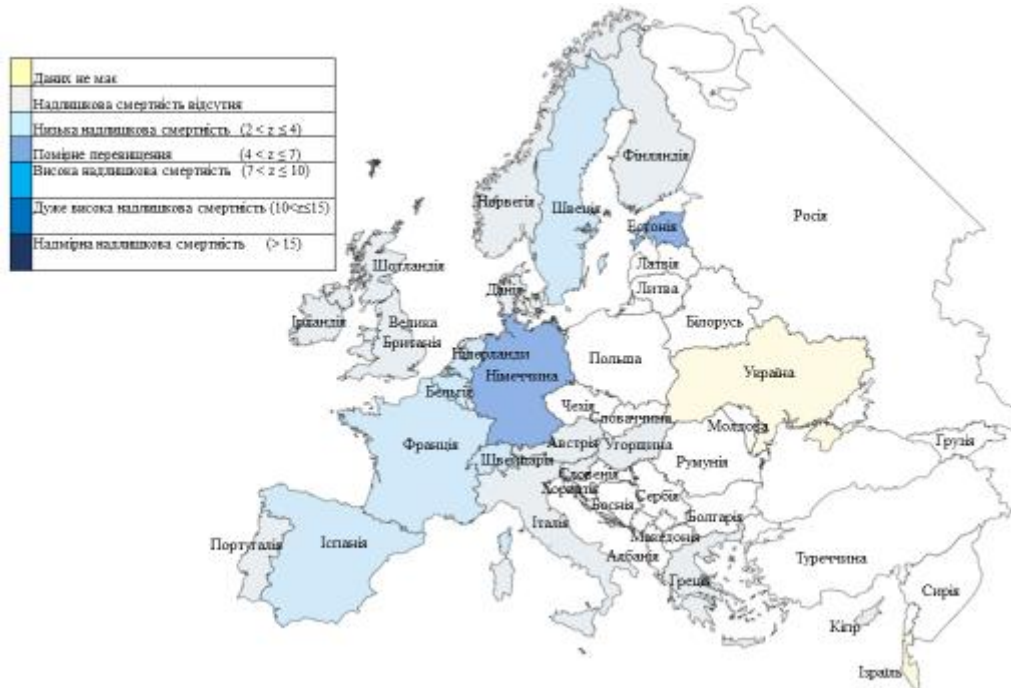 Даних не має
Надлишкова смертність відсутня
Низька надлишкова смертність (2 < z ≤ 4)
Помірне перевищення (4 < z ≤ 7)
Висока надлишкова смертність (7 < z ≤ 10)
Дуже висока надлишкова смертність (10<z≤15)
Надмірна надлишкова смертність (> 15)
Фінляндія
Норвегія
Швеція
Росія
Естонія
Шотландія
Латвія
Данія
Литва
Ірландія
Велика
Британія
Білорусь
Нідерланди
Польша
Україна
Німеччина
Бельгія
Чехія
Словаччина
Молдова
Франція
Австрія
Угорщина
Грузія
Швейцарія
Румунія
Словенія
Хорватія
Боснія
Сербія
Італія
Болгарія
Македонія
Португалія
Іспанія
Албанія
Туреччина
Греція
Сирія
Кіпр
Ізраїль